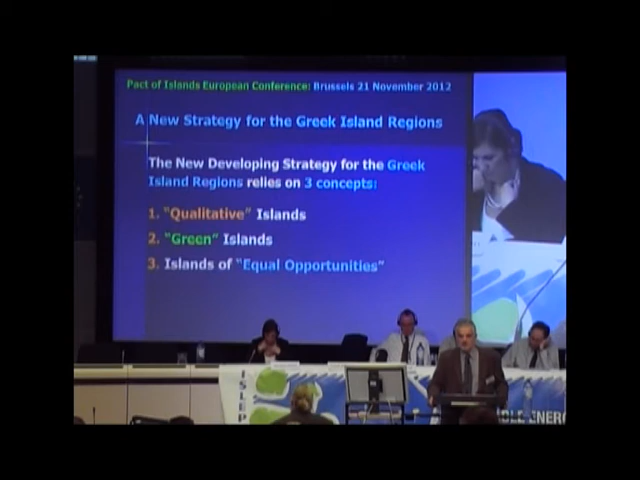 Pact of Islands European Conference: Brussels 21 November 2012
A New Strategy for the Greek Island Regions
The New Developing Strategy for the Greek
Island Regions relies on 3 concepts:
1. "Qualitative" Islands
2. "Green" Islands
3. Islands of "Equal Opportunities"
ISLEP